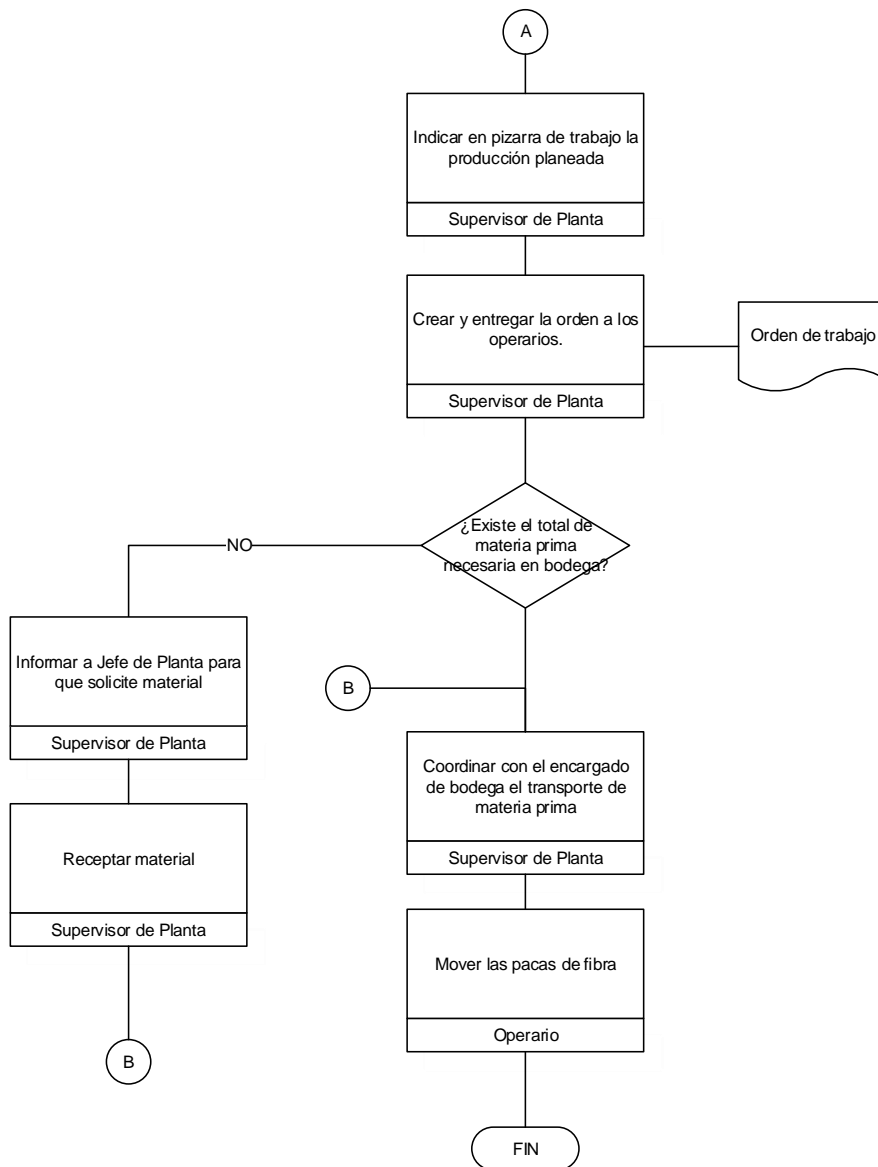 A
Indicar en pizarra de trabajo la
producción planeada
Supervisor de Planta
Crear y entregar la orden a los
operarios.
Supervisor de Planta
Orden de trabajo
¿Existe el total de
materia prima
necesaria en bodega?
NO
Informar a Jefe de Planta para
que solicite material
Supervisor de Planta
Receptar material
Supervisor de Planta
B
B
Coordinar con el encargado
de bodega el transporte de
materia prima
Supervisor de Planta
Mover las pacas de fibra
Operario
FIN